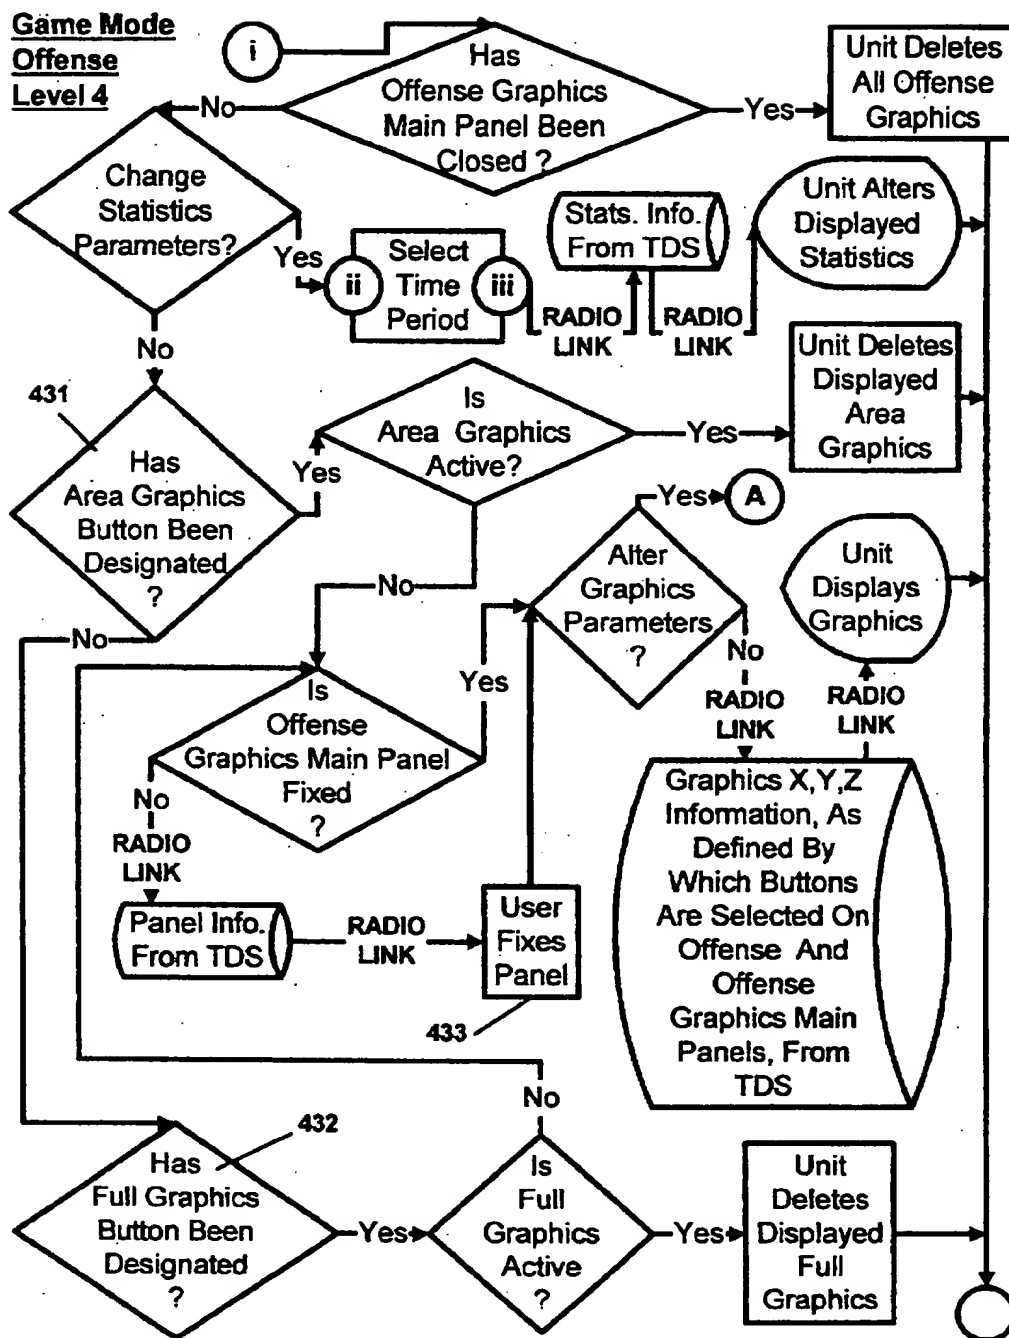 Game Mode
Offense
Level 4
i
Has
Offense Graphics
Main Panel Been
Closed ?
No
Yes
Unit Deletes
All Offense
Graphics
Change
Statistics
Parameters?
Yes
ii
Select
Time
Period
iii
RADIO
LINK
Stats. Info.
From TDS
RADIO
LINK
Unit Alters
Displayed
Statistics
No
431
Has
Area Graphics
Button Been
Designated
?
Yes
Is
Area Graphics
Active?
Yes
Unit Deletes
Displayed
Area
Graphics
No
No
Yes
A
Alter
Graphics
Parameters
?
Unit
Displays
Graphics
No
RADIO
LINK
RADIO
LINK
Is
Offense
Graphics Main Panel
Fixed
?
Yes
No
RADIO
LINK
Panel Info.
From TDS
RADIO
LINK
User
Fixes
Panel
433
Graphics X,Y,Z
Information, As
Defined By
Which Buttons
Are Selected On
Offense And
Offense
Graphics Main
Panels, From
TDS
432
Has
Full Graphics
Button Been
Designated
?
Yes
No
Is
Full
Graphics
Active
?
Yes
Unit
Deletes
Displayed
Full
Graphics